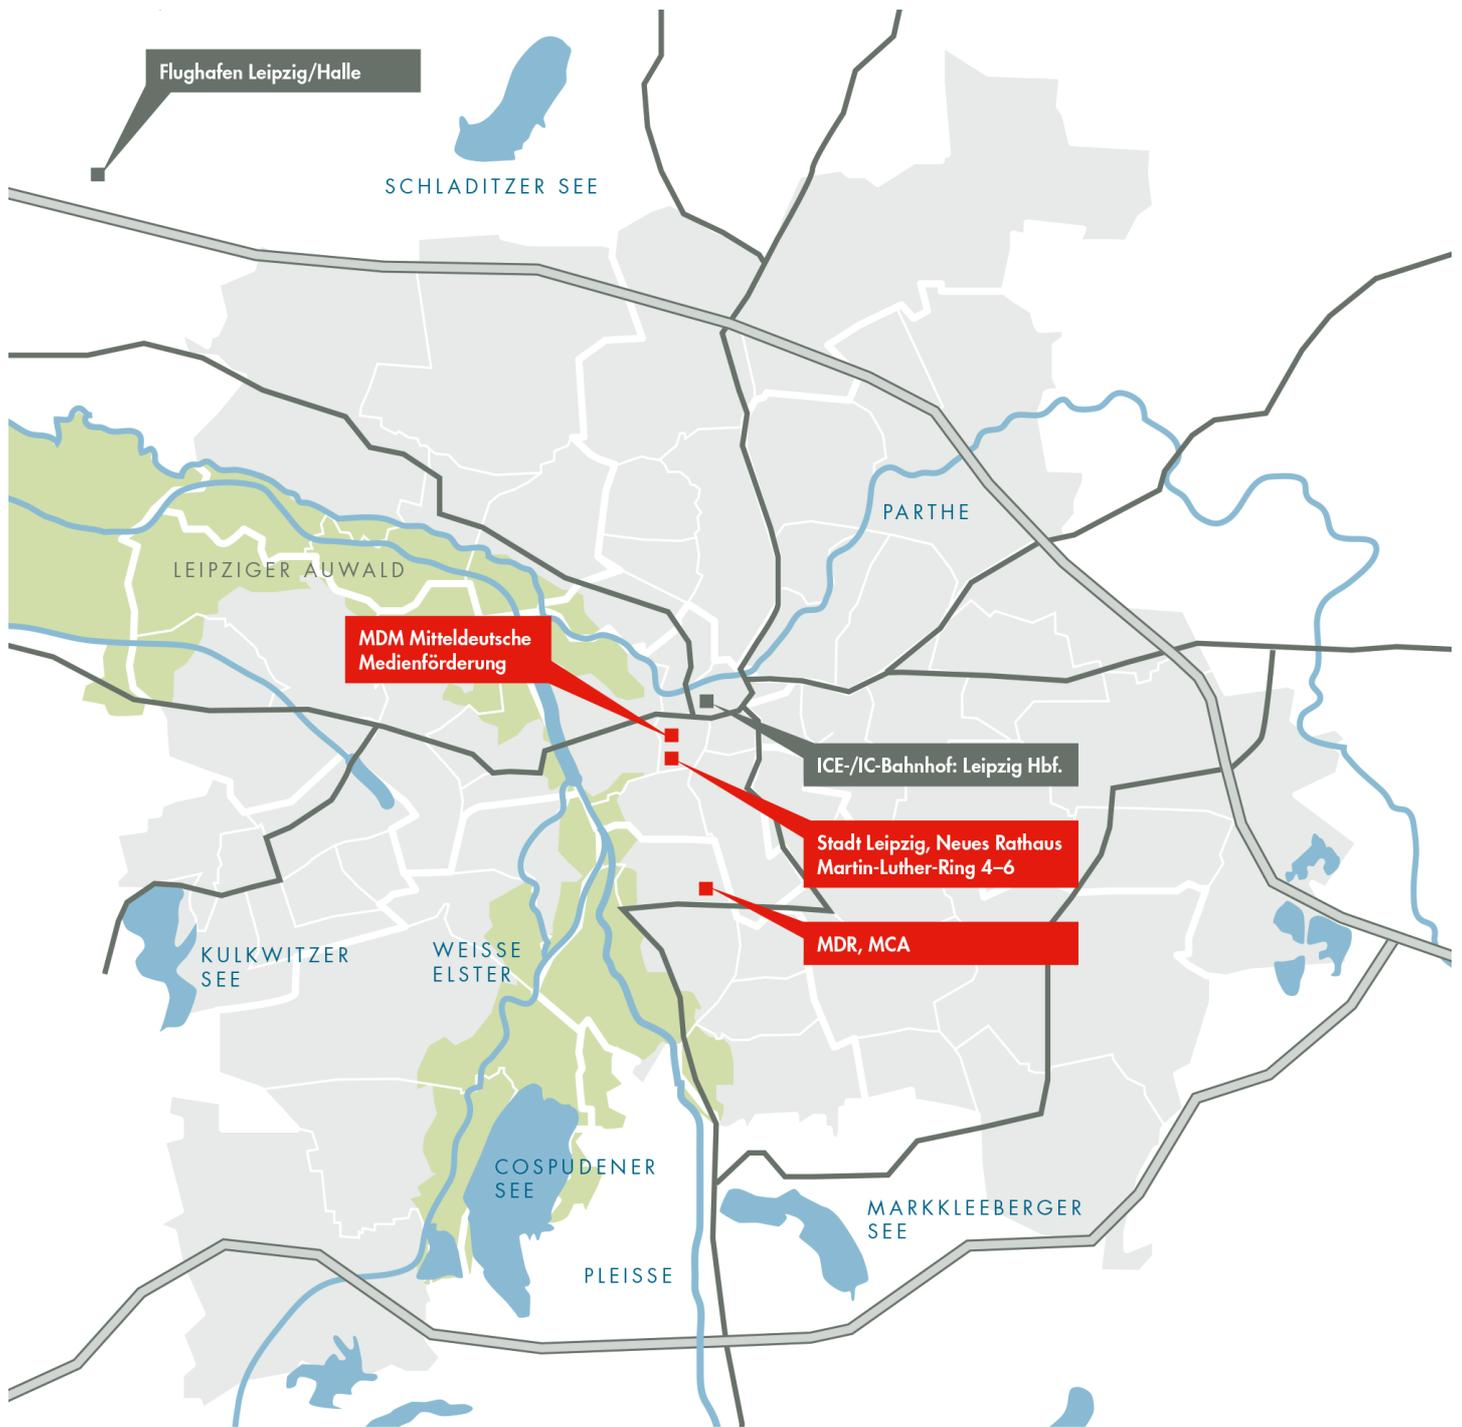 Flughafen Leipzig/Halle
SCHLADITZER SEE
PARTHE
LEIPZIGER AUWALD
MDM Mitteldeutsche
Medienförderung
ICE-/IC-Bahnhof: Leipzig Hbf.
Stadt Leipzig, Neues Rathaus
Martin-Luther-Ring 4–6
MDR, MCA
KULKWITZER
SEE
WEISSE
ELSTER
COSPUDENER
SEE
MARKKLEEBERGER
SEE
PLEISSE